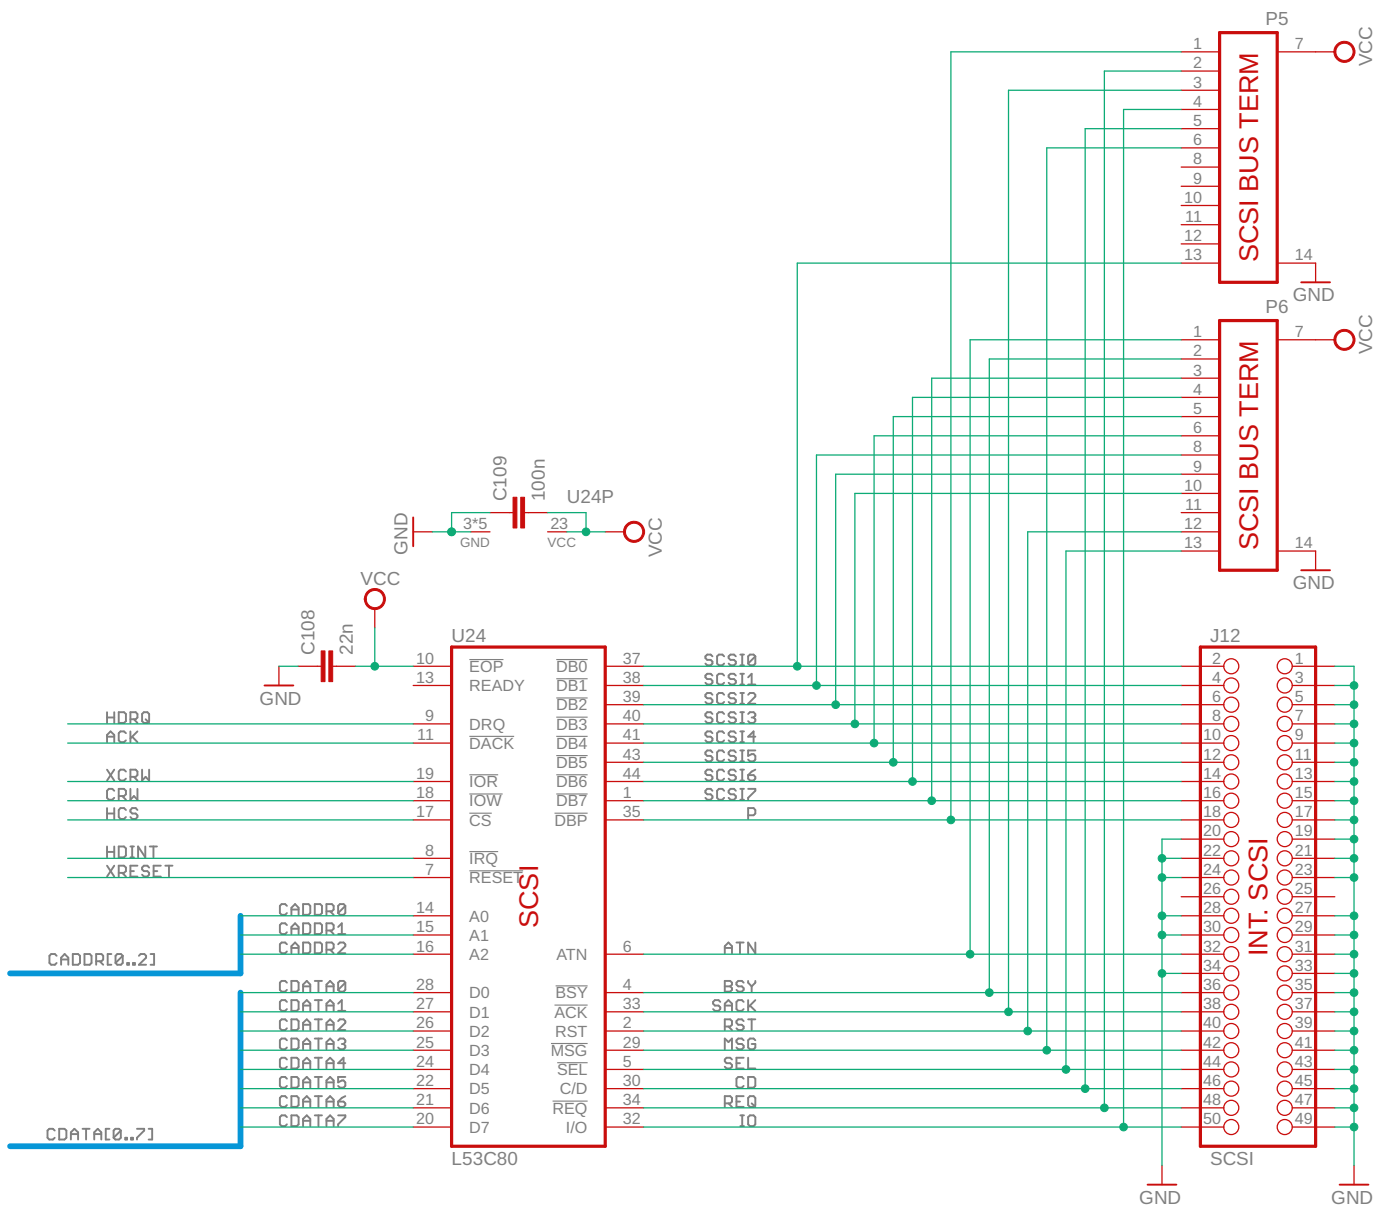 P5
1
2
3
4
5
6
8
9
10
11
12
13
SCSI BUS TERM
7
VCC
14
GND
P6
1
2
3
4
5
6
8
9
10
11
12
13
SCSI BUS TERM
7
VCC
14
GND
C109
100n
U24P
GND
3*5
GND
23
VCC
VCC
VCC
C108
22n
GND
U24
10 EOP
13 READY
HDRQ 9 DRQ
ACK 11 DACK
XCRW 19 IOR
CRW 18 IOW
HCS 17 CS
HDINT 8 IRQ
XRESET 7 RESET
CADDR0 14 A0
CADDR1 15 A1
CADDR2 16 A2
CADDR[0..2]
CDATA0 28 D0
CDATA1 27 D1
CDATA2 26 D2
CDATA3 25 D3
CDATA4 24 D4
CDATA5 22 D5
CDATA6 21 D6
CDATA7 20 D7
CDATA[0..7]
SCSI
DB0 37 SCSI0
DB1 38 SCSI1
DB2 39 SCSI2
DB3 40 SCSI3
DB4 41 SCSI4
DB5 43 SCSI5
DB6 44 SCSI6
DB7 1 SCSI7
DBP 35 P
ATN 6 ATN
BSY 4 BSY
ACK 33 SACK
RST 2 RST
MSG 29 MSG
SEL 5 SEL
C/D 30 CD
REQ 34 REQ
I/O 32 IO
L53C80
J12
2 1
4 3
6 5
8 7
10 9
12 11
14 13
16 15
18 17
20 19
22 21
24 23
26 25
28 27
30 29
32 31
34 33
36 35
38 37
40 39
42 41
44 43
46 45
48 47
50 49
INT. SCSI
SCSI
GND
GND